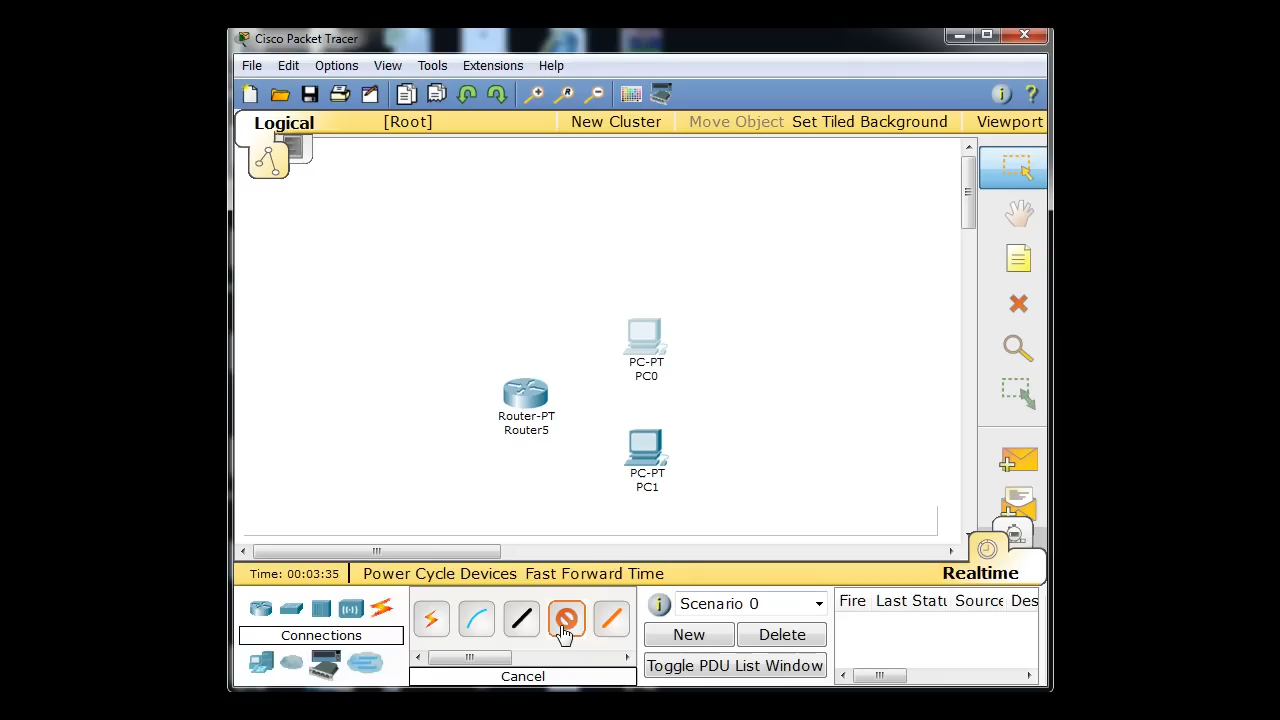 Cisco Packet Tracer
File Edit Options View Tools Extensions Help
Logical [Root] New Cluster Move Object Set Tiled Background Viewport
PC-PT
PC0
Router-PT
Router5
PC-PT
PC1
Time: 00:03:35 Power Cycle Devices Fast Forward Time Realtime
Scenario 0
Fire Last Statu Source Des
Connections
New Delete
Toggle PDU List Window
Cancel